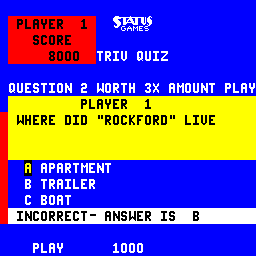 PLAYER 1
SCORE
8000
STATUS
GAMES
TRIV QUIZ
QUESTION 2 WORTH 3X AMOUNT PLAY
PLAYER 1
WHERE DID "ROCKFORD" LIVE
A APARTMENT
B TRAILER
C BOAT
INCORRECT- ANSWER IS B
PLAY 1000